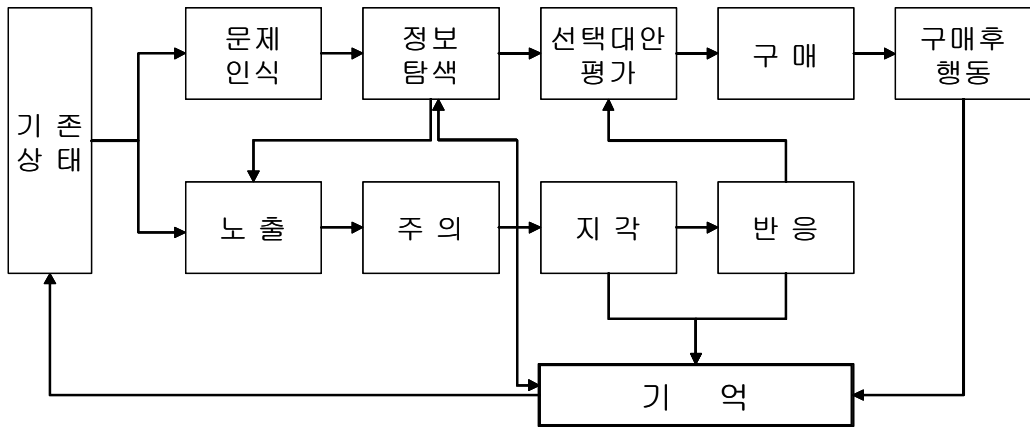 기 존
상 태
문제
인식
정보
탐색
선택대안
평가
구 매
구매후
행동
노 출
주 의
지 각
반 응
기 억